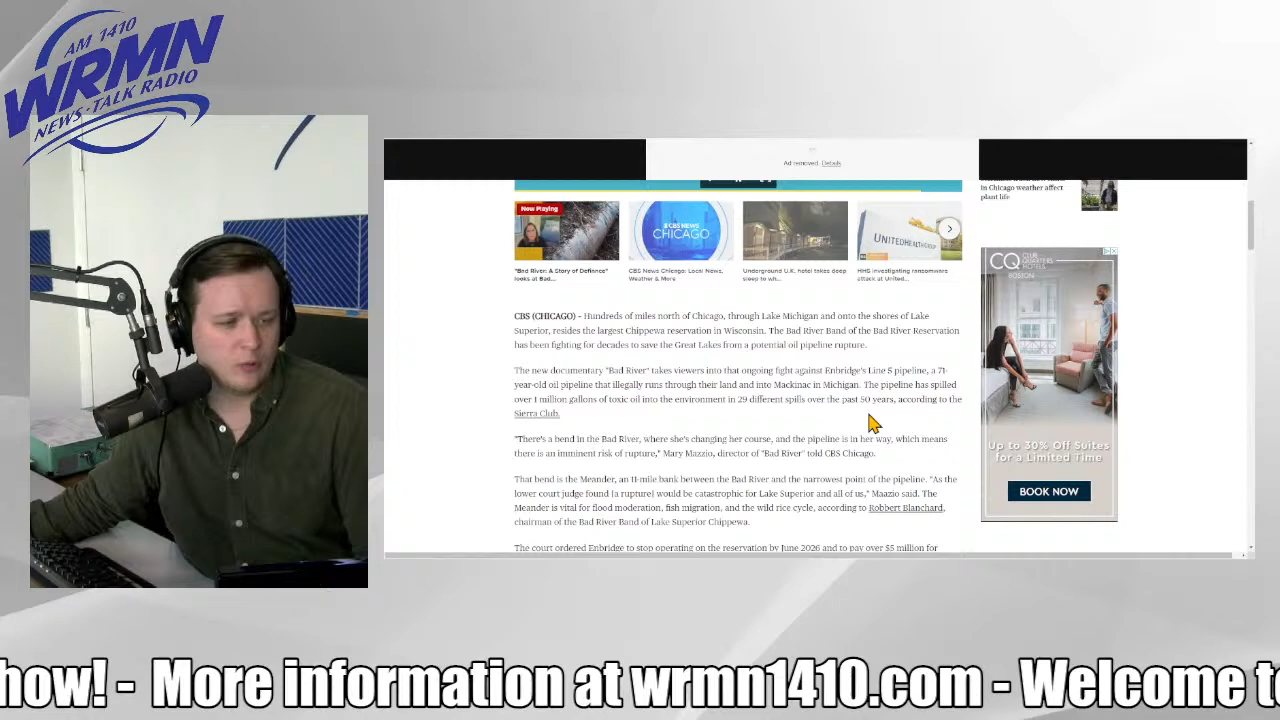 AM 1410
WRMN
NEWS·TALK RADIO
Ad removed. Details
in Chicago weather affect
plant life
Now Playing
CBS NEWS
CHICAGO
UNITEDHEALTH
"Bad River: A Story of Defiance"
looks at Bad...
CBS News Chicago: Local News,
Weather & More
Underground U.K. hotel takes deep
sleep to wh...
HHS investigating ransomware
attack at United...
CQ CLUB
QUARTERS
HOTELS
BOSTON
CBS (CHICAGO) - Hundreds of miles north of Chicago, through Lake Michigan and onto the shores of Lake
Superior, resides the largest Chippewa reservation in Wisconsin. The Bad River Band of the Bad River Reservation
has been fighting for decades to save the Great Lakes from a potential oil pipeline rupture.
The new documentary "Bad River" takes viewers into that ongoing fight against Enbridge's Line 5 pipeline, a 71-
year-old oil pipeline that illegally runs through their land and into Mackinac in Michigan. The pipeline has spilled
over 1 million gallons of toxic oil into the environment in 29 different spills over the past 50 years, according to the
Sierra Club.
"There's a bend in the Bad River, where she's changing her course, and the pipeline is in her way, which means
there is an imminent risk of rupture," Mary Mazzio, director of "Bad River" told CBS Chicago.
That bend is the Meander, an 11-mile bank between the Bad River and the narrowest point of the pipeline. "As the
lower court judge found [a rupture] would be catastrophic for Lake Superior and all of us," Maazio said. The
Meander is vital for flood moderation, fish migration, and the wild rice cycle, according to Robbert Blanchard,
chairman of the Bad River Band of Lake Superior Chippewa.
The court ordered Enbridge to stop operating on the reservation by June 2026 and to pay over $5 million for
Up to 30% Off Suites
for a Limited Time
BOOK NOW
how! - More information at wrmn1410.com - Welcome to